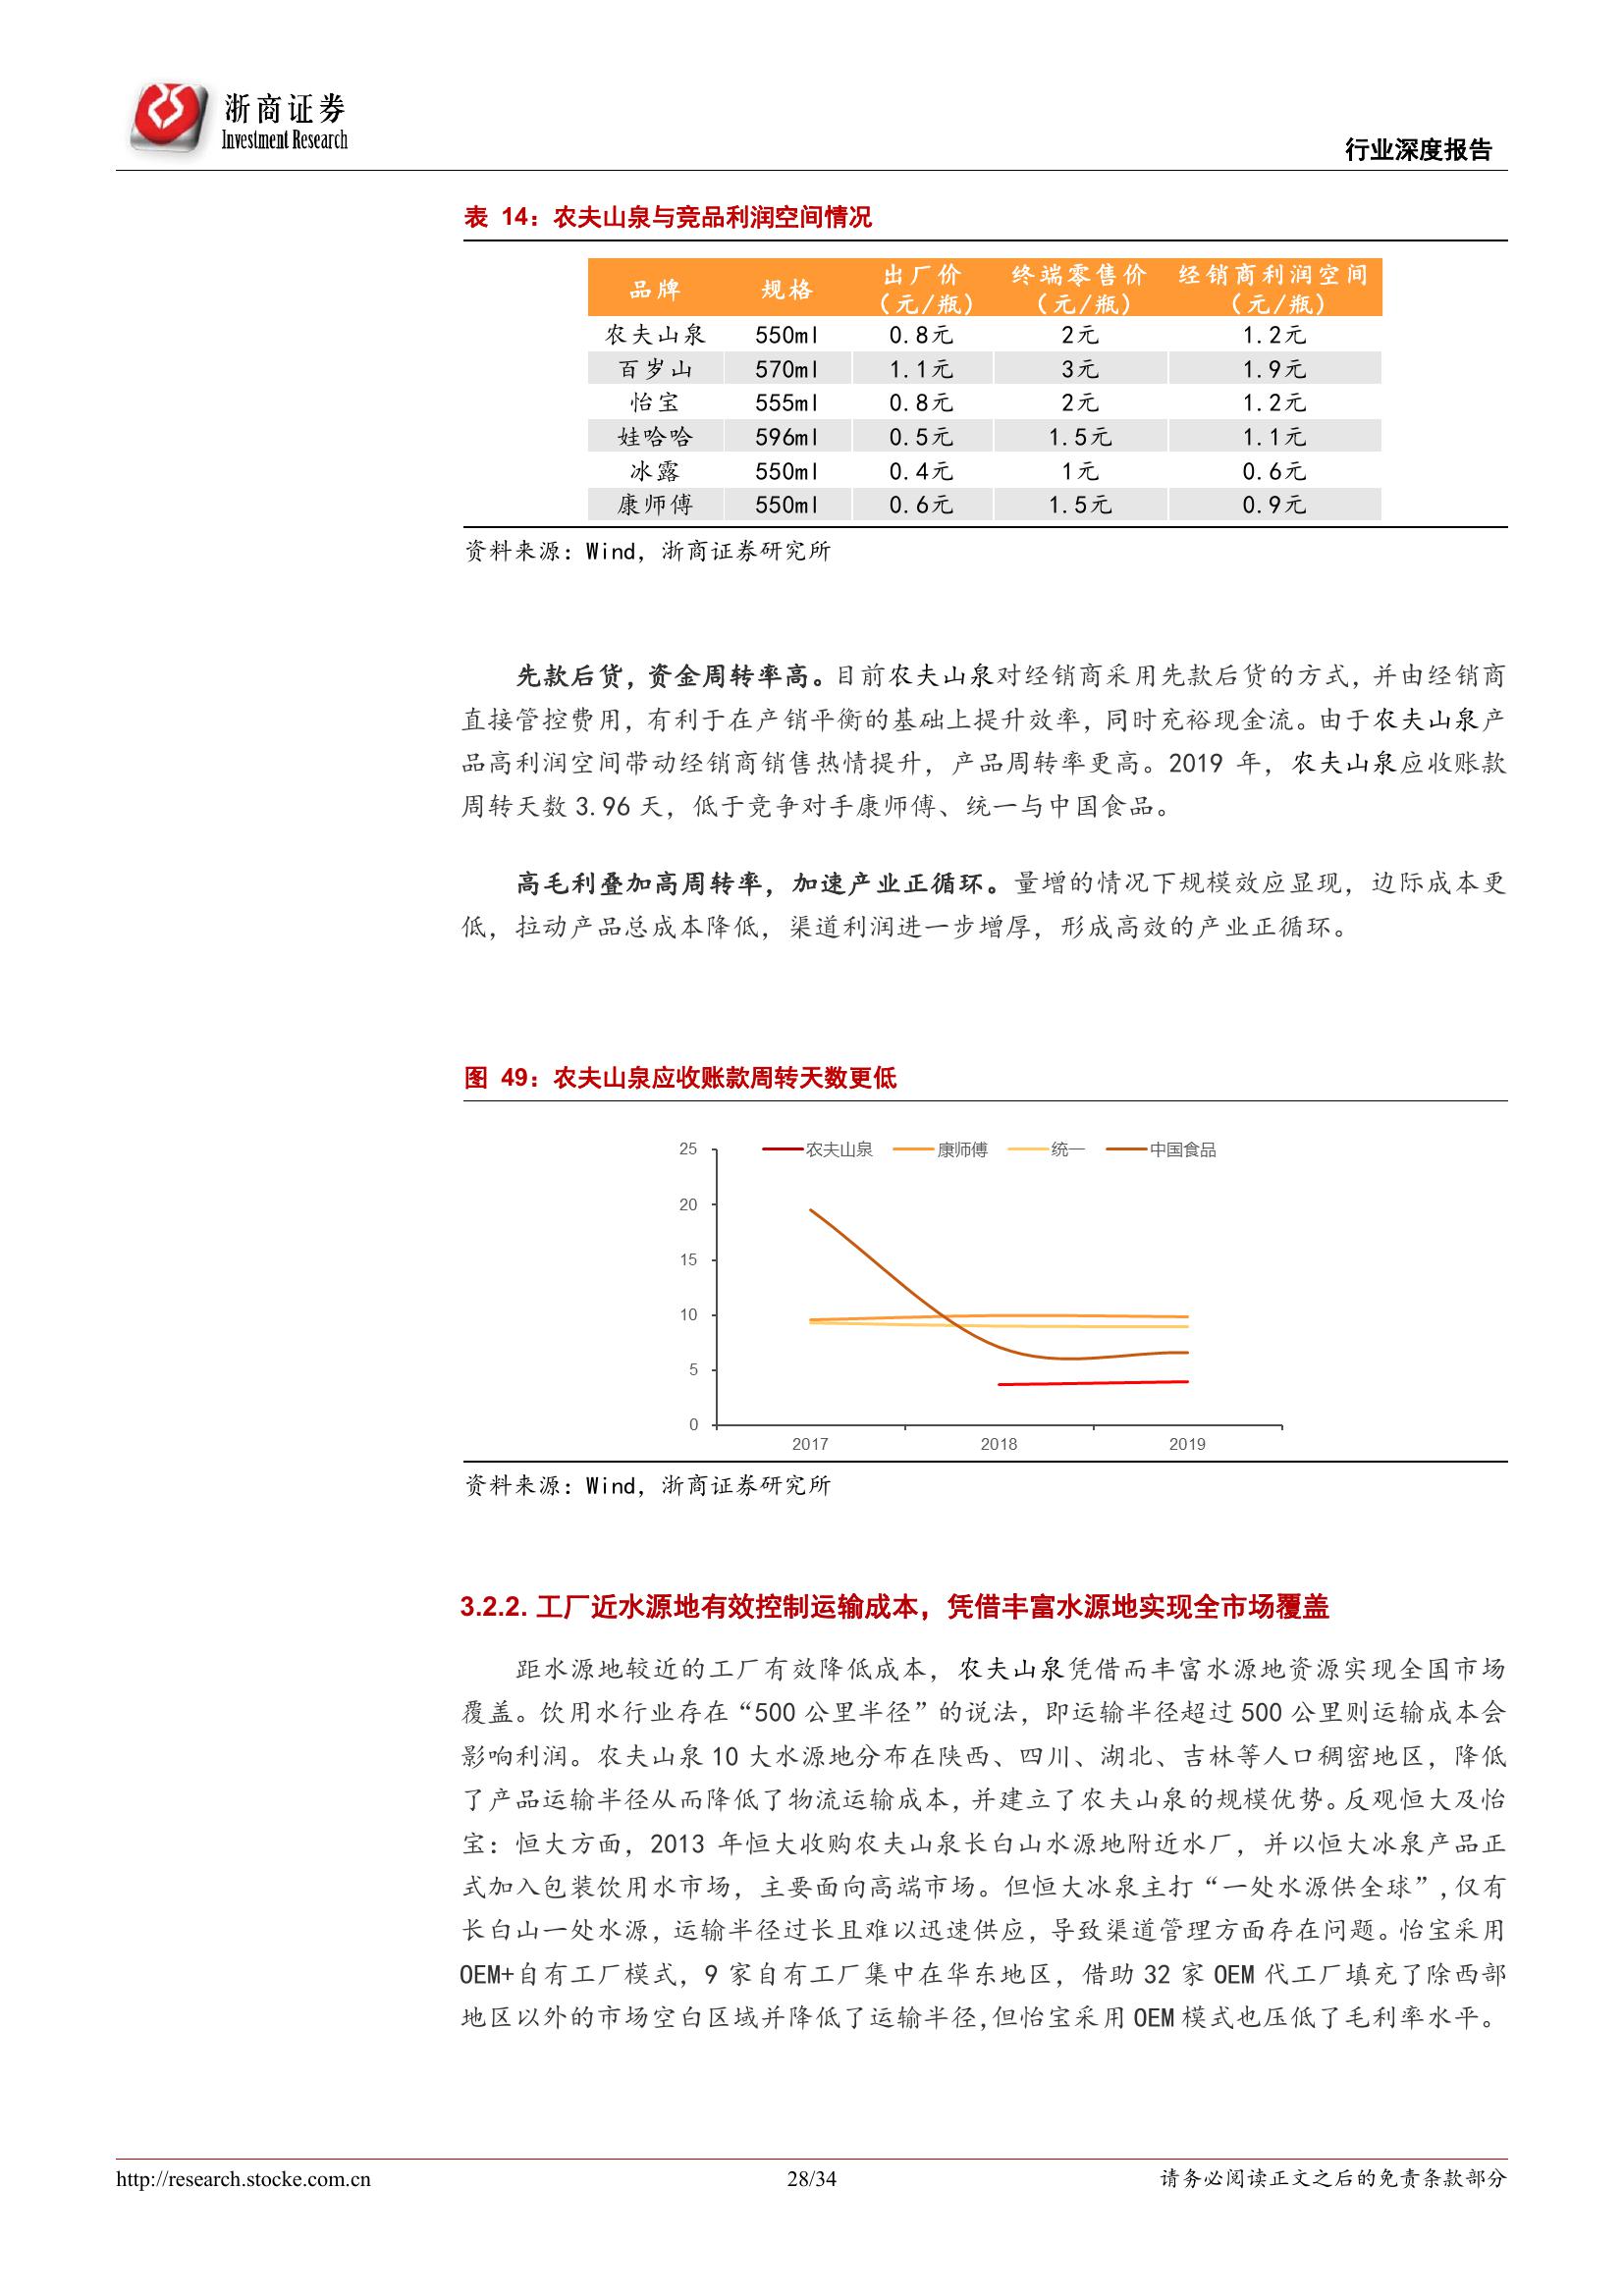 浙商证券
Investment Research
行业深度报告
表 14：农夫山泉与竞品利润空间情况
品牌 规格 出厂价（元/瓶） 终端零售价（元/瓶） 经销商利润空间（元/瓶）
农夫山泉 550ml 0.8元 2元 1.2元
百岁山 570ml 1.1元 3元 1.9元
怡宝 555ml 0.8元 2元 1.2元
娃哈哈 596ml 0.5元 1.5元 1.1元
冰露 550ml 0.4元 1元 0.6元
康师傅 550ml 0.6元 1.5元 0.9元
资料来源：Wind，浙商证券研究所
先款后货，资金周转率高。目前农夫山泉对经销商采用先款后货的方式，并由经销商
直接管控费用，有利于在产销平衡的基础上提升效率，同时充裕现金流。由于农夫山泉产
品高利润空间带动经销商销售热情提升，产品周转率更高。2019 年，农夫山泉应收账款
周转天数 3.96 天，低于竞争对手康师傅、统一与中国食品。
高毛利叠加高周转率，加速产业正循环。量增的情况下规模效应显现，边际成本更
低，拉动产品总成本降低，渠道利润进一步增厚，形成高效的产业正循环。
图 49：农夫山泉应收账款周转天数更低
农夫山泉 康师傅 统一 中国食品
25
20
15
10
5
0
2017 2018 2019
资料来源：Wind，浙商证券研究所
3.2.2. 工厂近水源地有效控制运输成本，凭借丰富水源地实现全市场覆盖
距水源地较近的工厂有效降低成本，农夫山泉凭借而丰富水源地资源实现全国市场
覆盖。饮用水行业存在“500 公里半径”的说法，即运输半径超过 500 公里则运输成本会
影响利润。农夫山泉 10 大水源地分布在陕西、四川、湖北、吉林等人口稠密地区，降低
了产品运输半径从而降低了物流运输成本，并建立了农夫山泉的规模优势。反观恒大及怡
宝：恒大方面，2013 年恒大收购农夫山泉长白山水源地附近水厂，并以恒大冰泉产品正
式加入包装饮用水市场，主要面向高端市场。但恒大冰泉主打“一处水源供全球”,仅有
长白山一处水源，运输半径过长且难以迅速供应，导致渠道管理方面存在问题。怡宝采用
OEM+自有工厂模式，9 家自有工厂集中在华东地区，借助 32 家 OEM 代工厂填充了除西部
地区以外的市场空白区域并降低了运输半径,但怡宝采用 OEM 模式也压低了毛利率水平。
http://research.stocke.com.cn 28/34 请务必阅读正文之后的免责条款部分